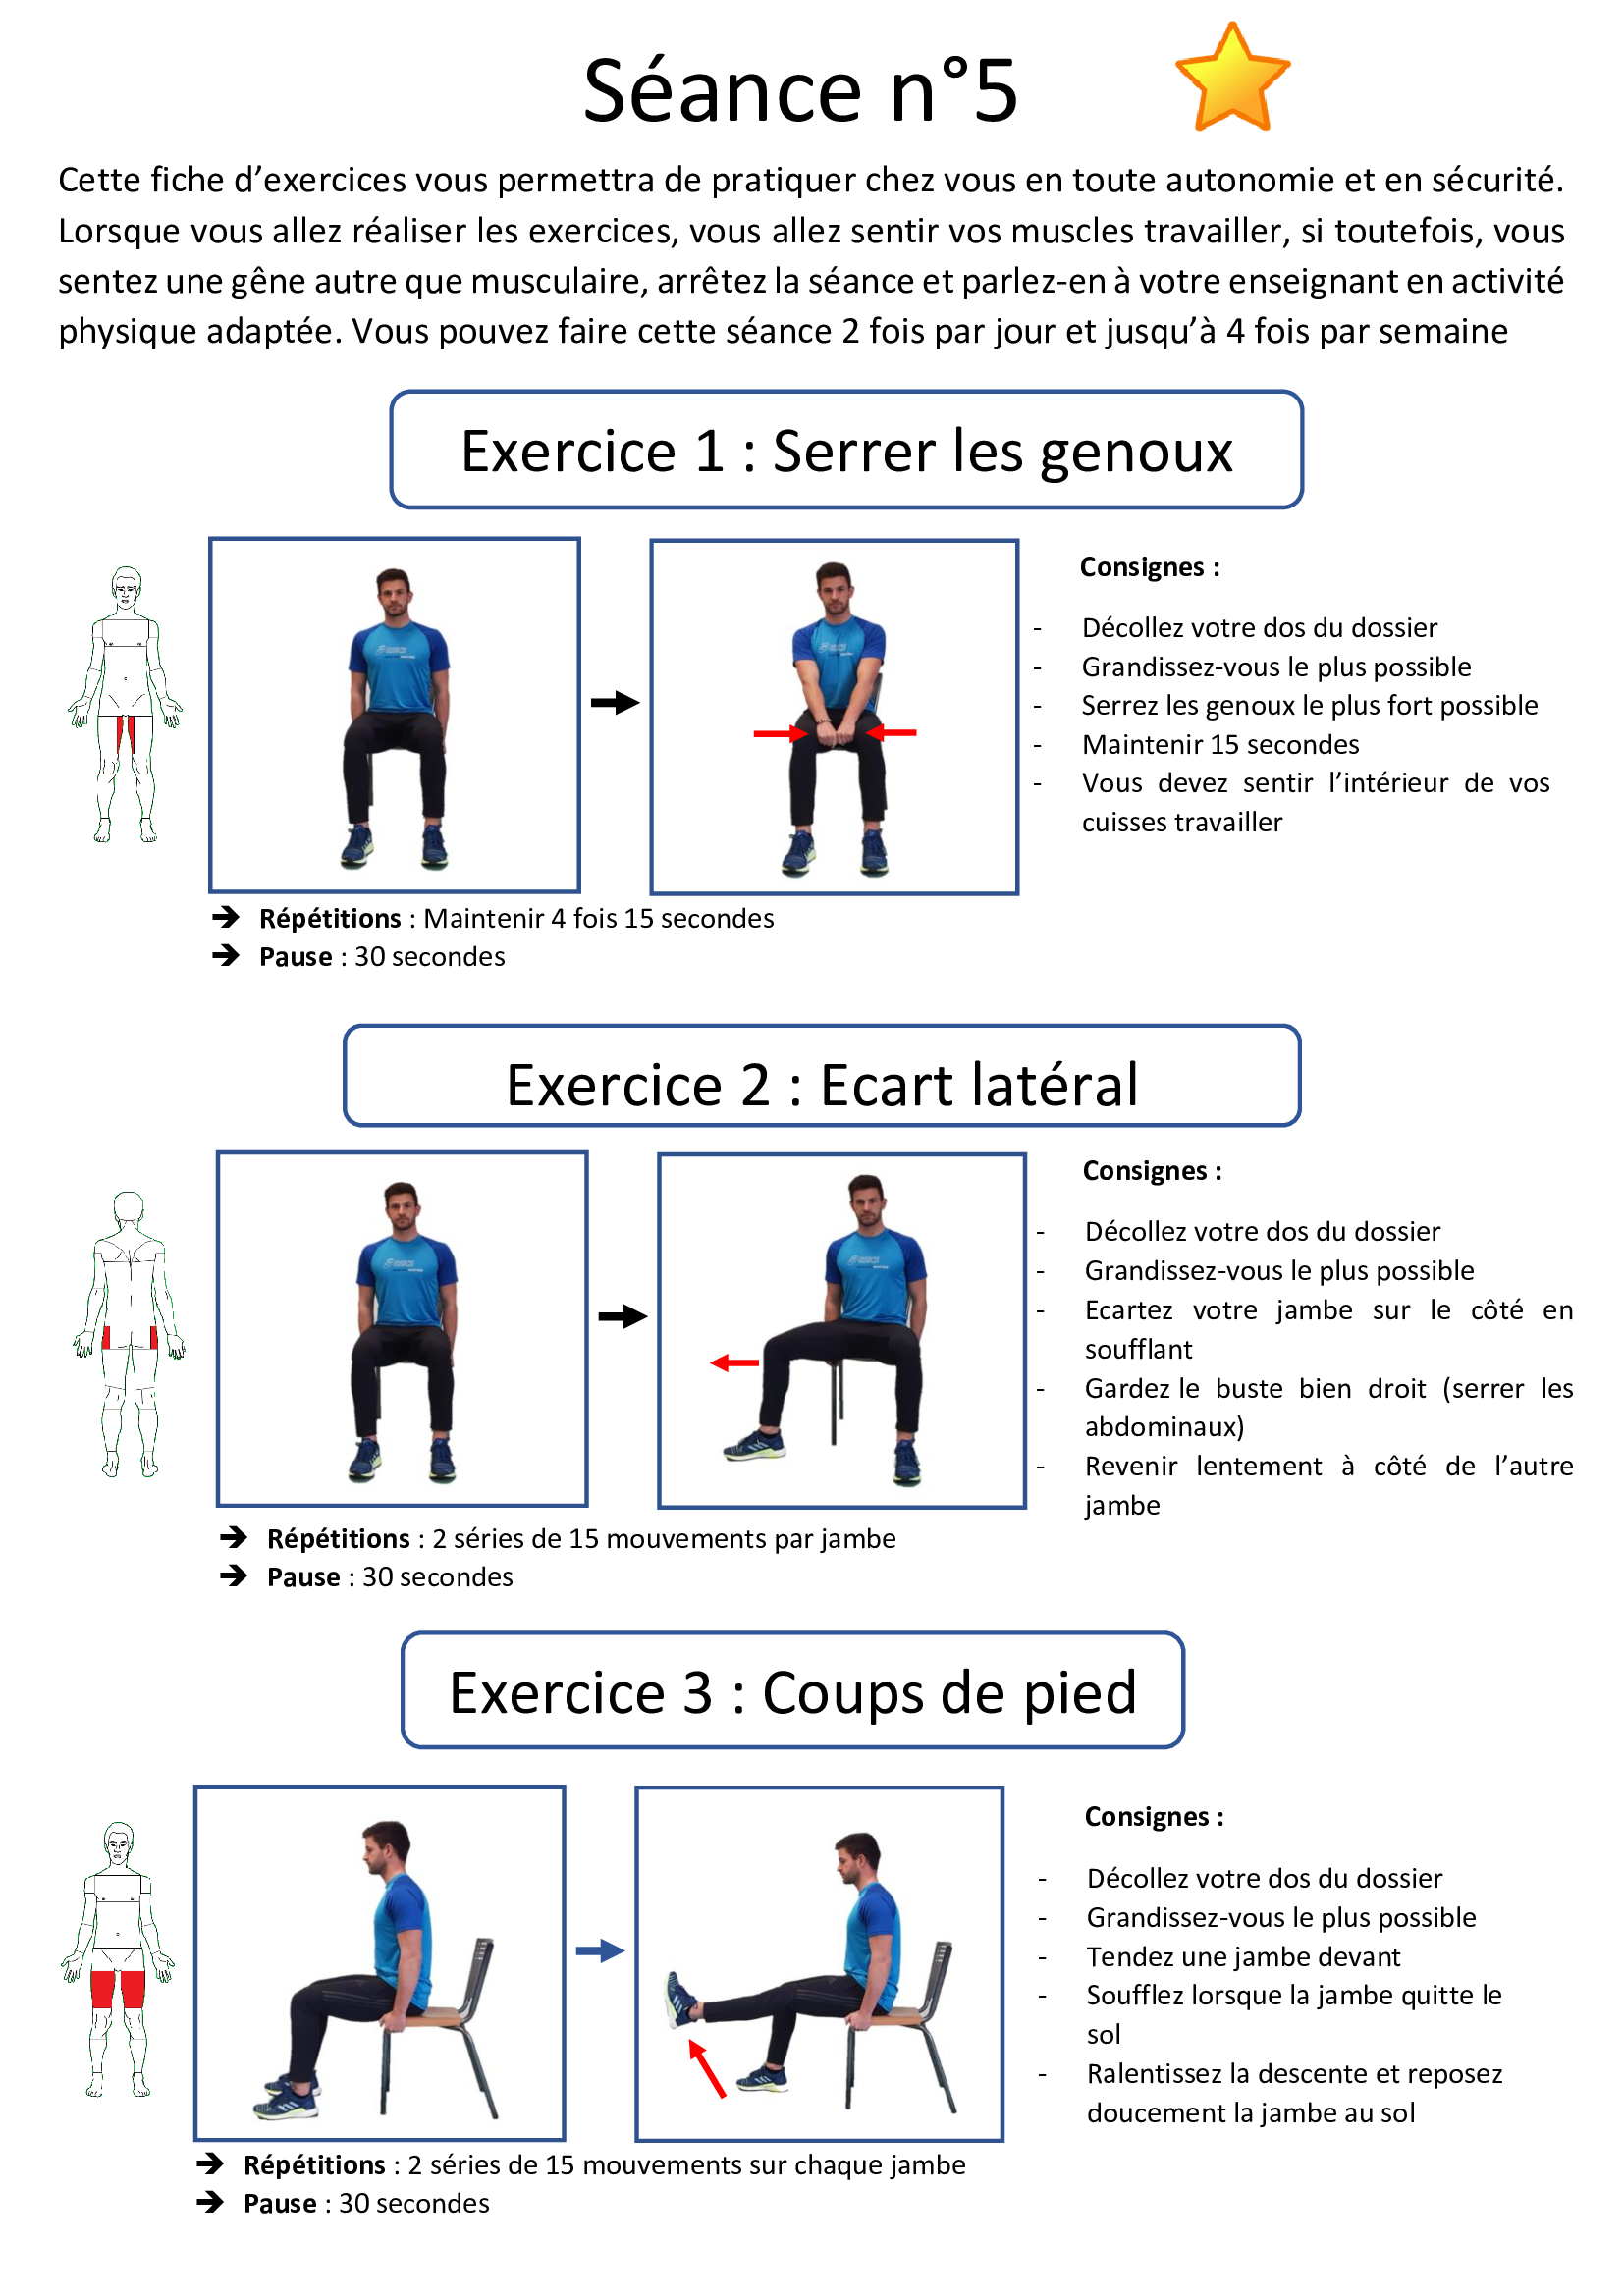 Séance n°5
Cette fiche d’exercices vous permettra de pratiquer chez vous en toute autonomie et en sécurité.
Lorsque vous allez réaliser les exercices, vous allez sentir vos muscles travailler, si toutefois, vous
sentez une gêne autre que musculaire, arrêtez la séance et parlez-en à votre enseignant en activité
physique adaptée. Vous pouvez faire cette séance 2 fois par jour et jusqu’à 4 fois par semaine
Exercice 1 : Serrer les genoux
Consignes :
- Décollez votre dos du dossier
- Grandissez-vous le plus possible
- Serrez les genoux le plus fort possible
- Maintenir 15 secondes
- Vous devez sentir l’intérieur de vos
cuisses travailler
➔ Répétitions : Maintenir 4 fois 15 secondes
➔ Pause : 30 secondes
Exercice 2 : Ecart latéral
Consignes :
- Décollez votre dos du dossier
- Grandissez-vous le plus possible
- Ecartez votre jambe sur le côté en
soufflant
- Gardez le buste bien droit (serrer les
abdominaux)
- Revenir lentement à côté de l’autre
jambe
➔ Répétitions : 2 séries de 15 mouvements par jambe
➔ Pause : 30 secondes
Exercice 3 : Coups de pied
Consignes :
- Décollez votre dos du dossier
- Grandissez-vous le plus possible
- Tendez une jambe devant
- Soufflez lorsque la jambe quitte le
sol
- Ralentissez la descente et reposez
doucement la jambe au sol
➔ Répétitions : 2 séries de 15 mouvements sur chaque jambe
➔ Pause : 30 secondes